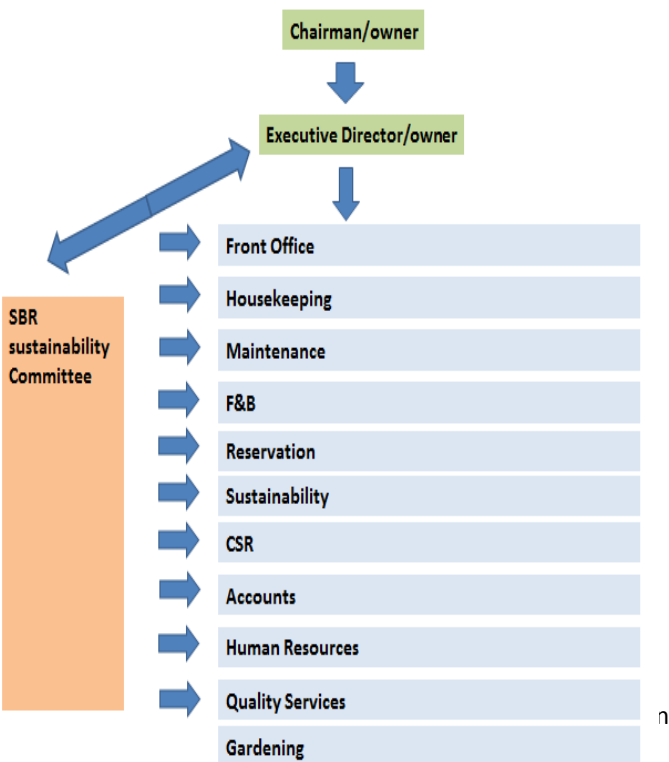 Chairman/owner
Executive Director/owner
SBR
sustainability
Committee
Front Office
Housekeeping
Maintenance
F&B
Reservation
Sustainability
CSR
Accounts
Human Resources
Quality Services
Gardening